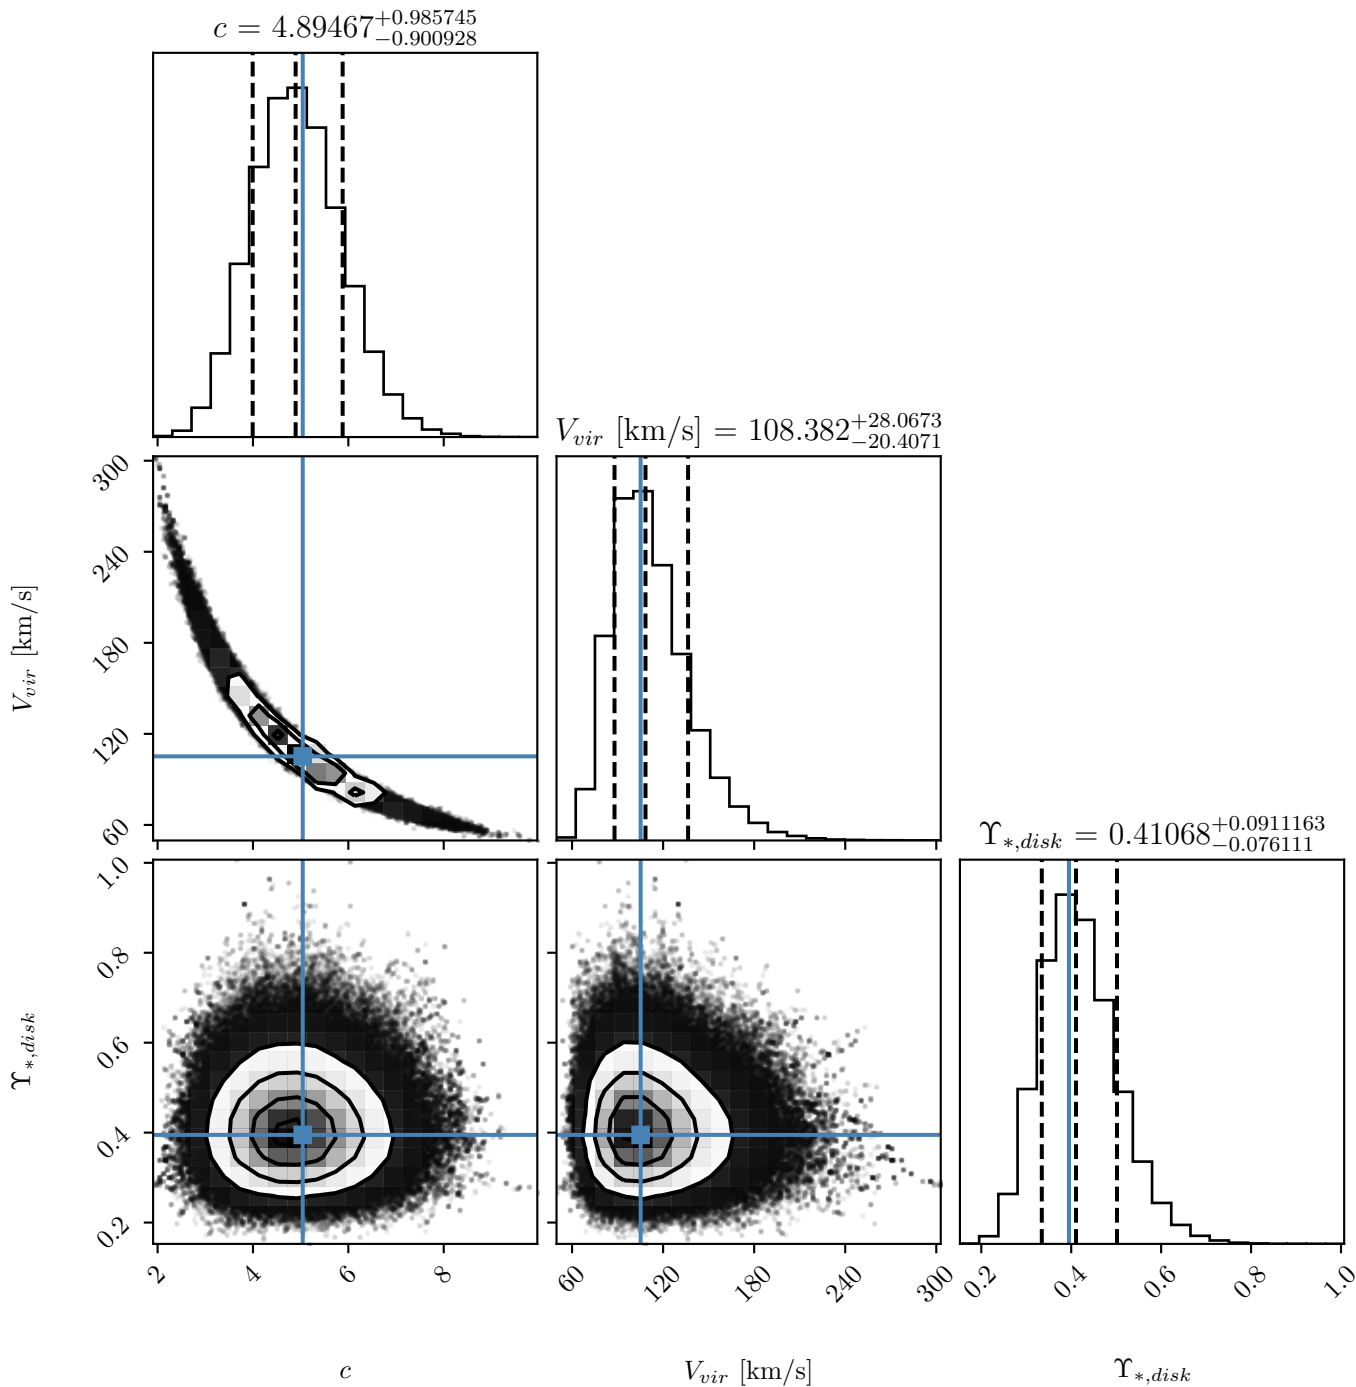 c = 4.89467^{+0.985745}_{-0.900928}
V_{vir} [km/s] = 108.382^{+28.0673}_{-20.4071}
Υ_{*,disk} = 0.41068^{+0.0911163}_{-0.076111}
300
240
180
120
60
V_{vir} [km/s]
1.0
0.8
0.6
0.4
0.2
Υ_{*,disk}
2 4 6 8
60 120 180 240 300
0.2 0.4 0.6 0.8 1.0
c
V_{vir} [km/s]
Υ_{*,disk}